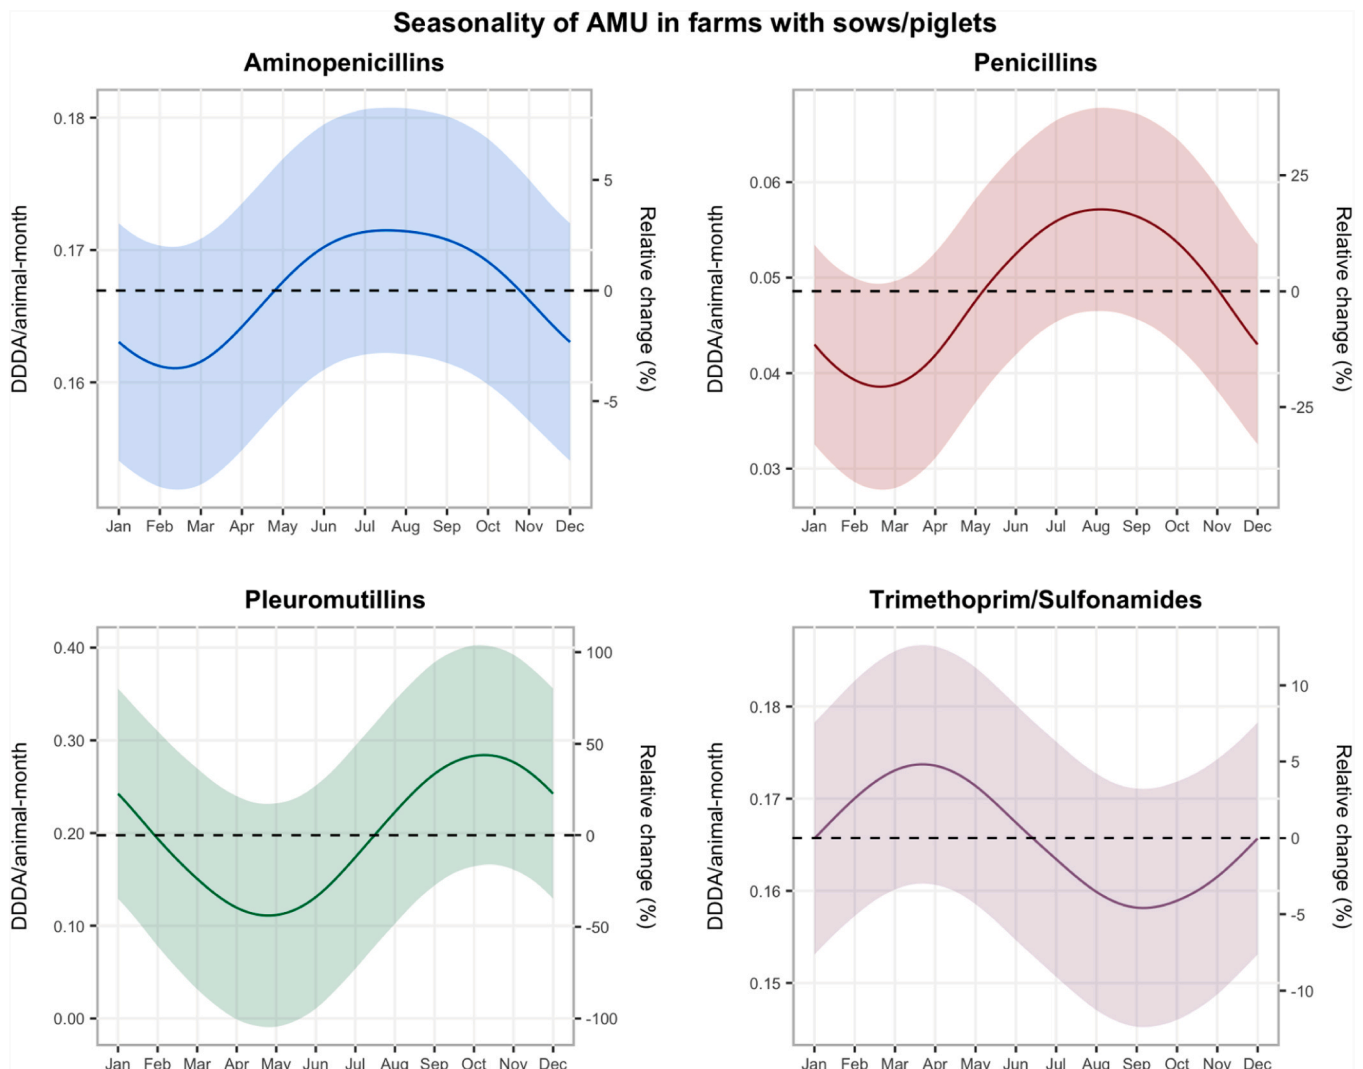 Seasonality of AMU in farms with sows/piglets
Aminopenicillins
DDDA/animal-month
0.18
0.17
0.16
5
0
-5
Relative change (%)
Jan Feb Mar Apr May Jun Jul Aug Sep Oct Nov Dec
Penicillins
DDDA/animal-month
0.06
0.05
0.04
0.03
25
0
-25
Relative change (%)
Jan Feb Mar Apr May Jun Jul Aug Sep Oct Nov Dec
Pleuromutillins
DDDA/animal-month
0.40
0.30
0.20
0.10
0.00
100
50
0
-50
-100
Relative change (%)
Jan Feb Mar Apr May Jun Jul Aug Sep Oct Nov Dec
Trimethoprim/Sulfonamides
DDDA/animal-month
0.18
0.17
0.16
0.15
10
5
0
-5
-10
Relative change (%)
Jan Feb Mar Apr May Jun Jul Aug Sep Oct Nov Dec